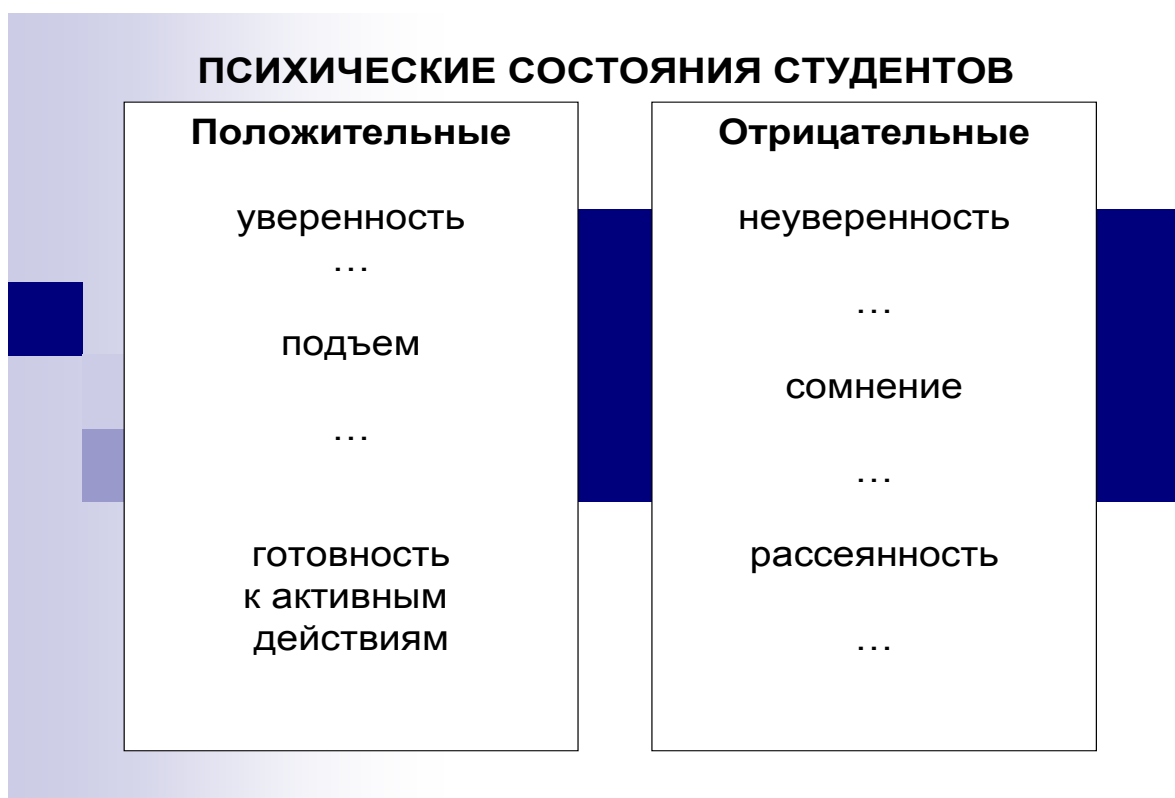 ПСИХИЧЕСКИЕ СОСТОЯНИЯ СТУДЕНТОВ
Положительные
уверенность
…
подъем
…
готовность
к активным
действиям
Отрицательные
неуверенность
…
сомнение
…
рассеянность
…